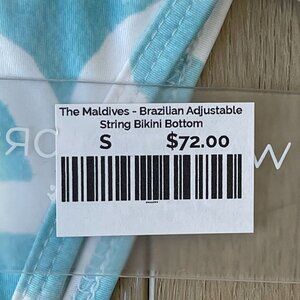 The Maldives - Brazilian Adjustable
String Bikini Bottom
S $72.00